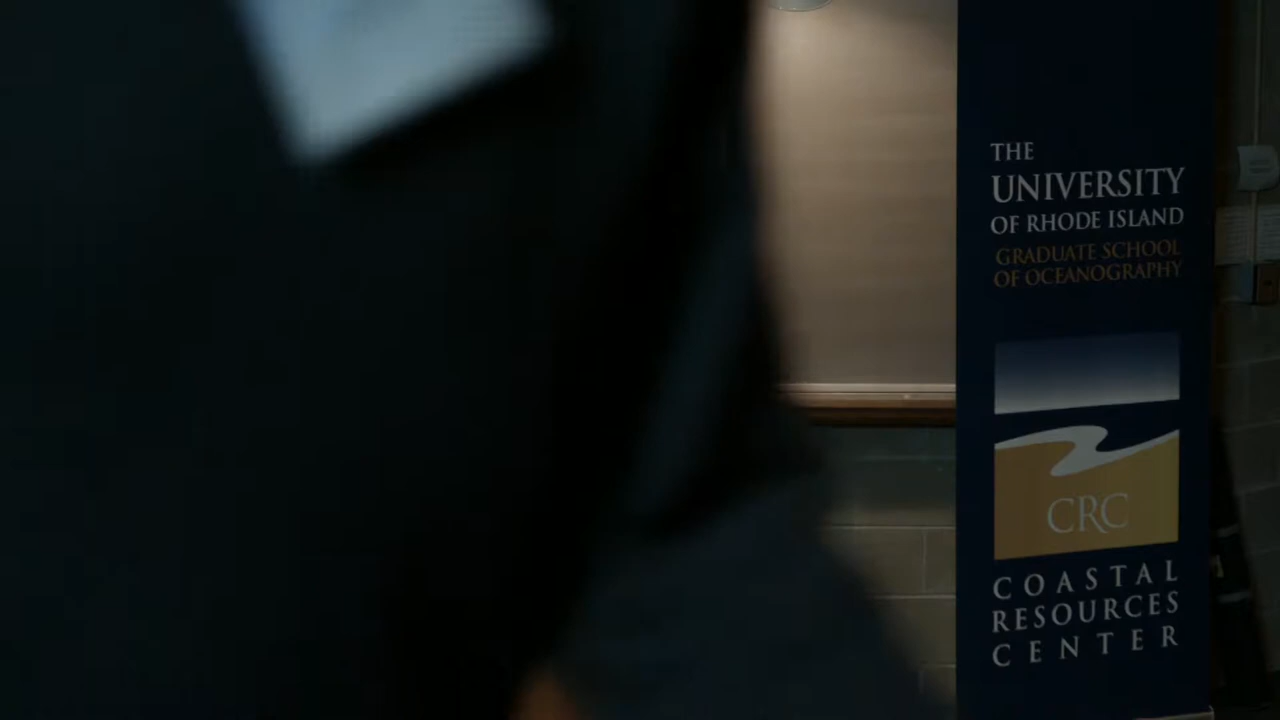 THE
UNIVERSITY
OF RHODE ISLAND
GRADUATE SCHOOL
OF OCEANOGRAPHY
CRC
COASTAL
RESOURCES
CENTER